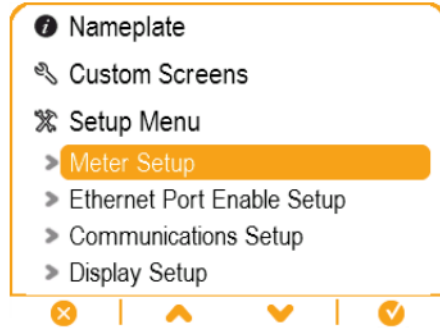 Nameplate
Custom Screens
Setup Menu
Meter Setup
Ethernet Port Enable Setup
Communications Setup
Display Setup